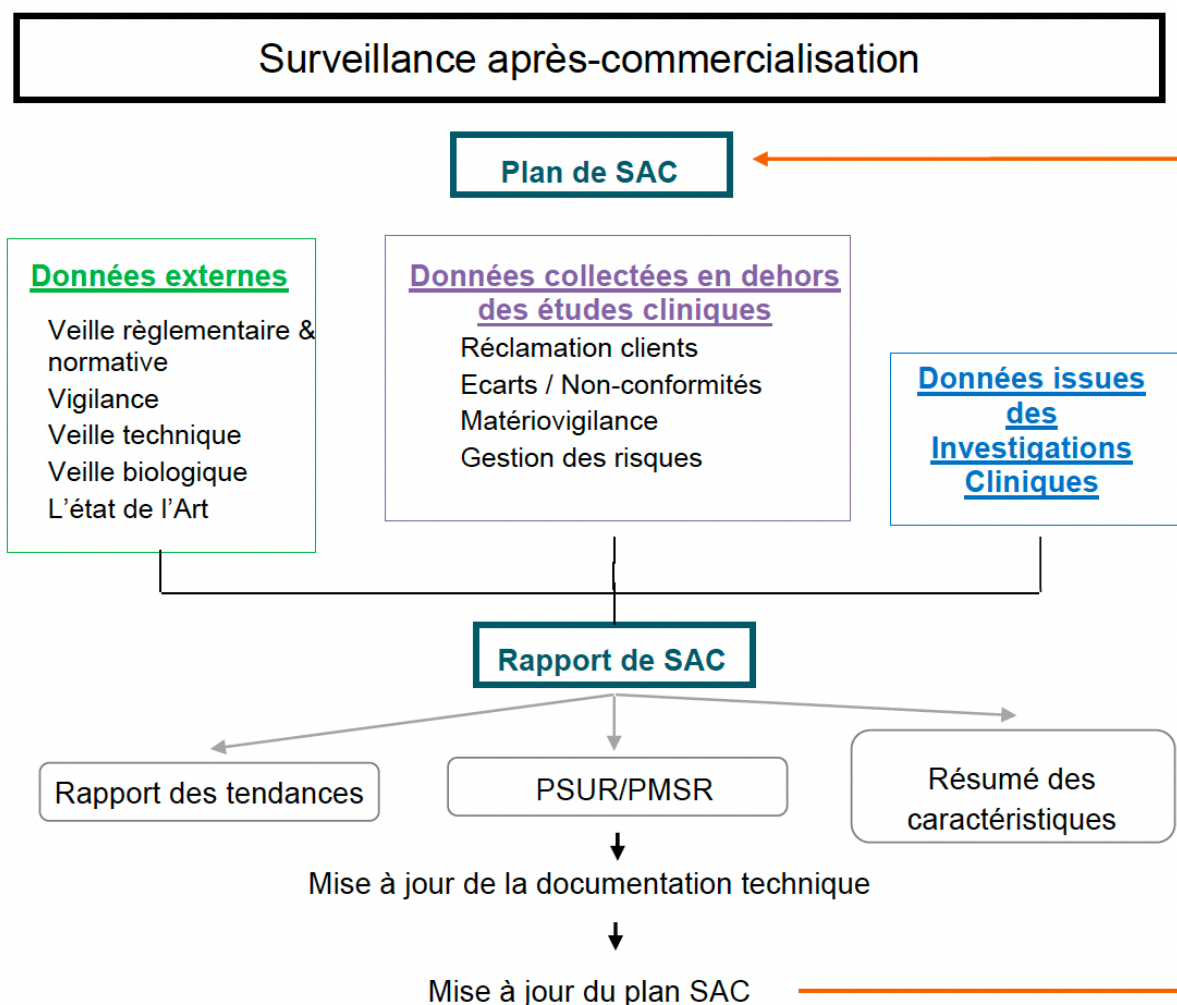 Surveillance après-commercialisation
Plan de SAC
Données externes
Veille règlementaire &
normative
Vigilance
Veille technique
Veille biologique
L'état de l'Art
Données collectées en dehors
des études cliniques
Réclamation clients
Ecarts / Non-conformités
Matériovigilance
Gestion des risques
Données issues
des
Investigations
Cliniques
Rapport de SAC
Rapport des tendances
PSUR/PMSR
Résumé des
caractéristiques
Mise à jour de la documentation technique
Mise à jour du plan SAC